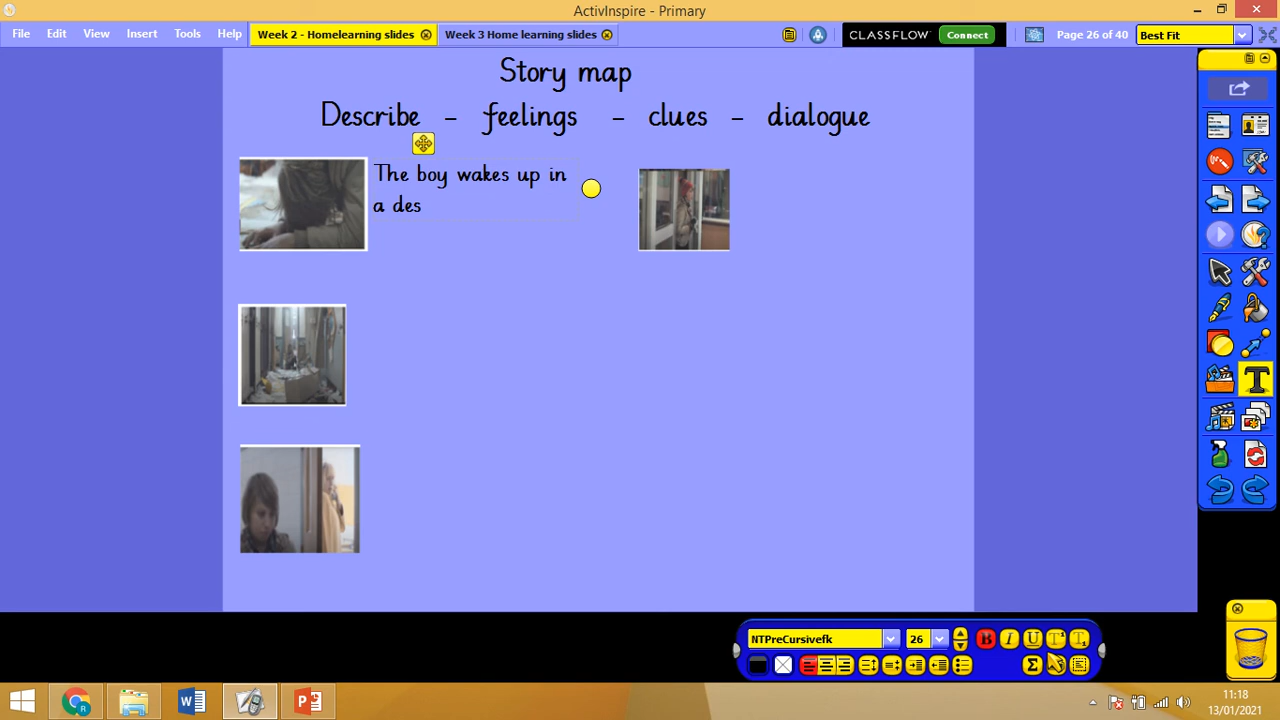 ActivInspire - Primary
File Edit View Insert Tools Help
Week 2 - Homelearning slides
Week 3 Home learning slides
CLASSFLOW Connect
Page 26 of 40
Best Fit
Story map
Describe - feelings - clues - dialogue
The boy wakes up in
a des
NTPreCursivefk 26 B I U T T
Σ
11:18
13/01/2021